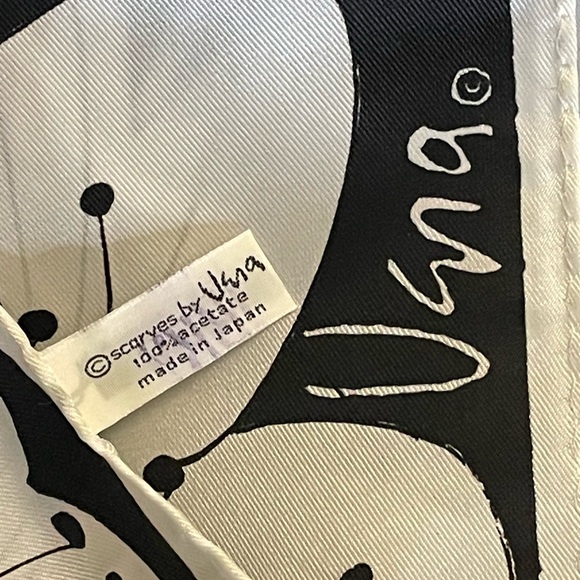 Vera ©
© scarves by Vera
100% acetate
made in Japan